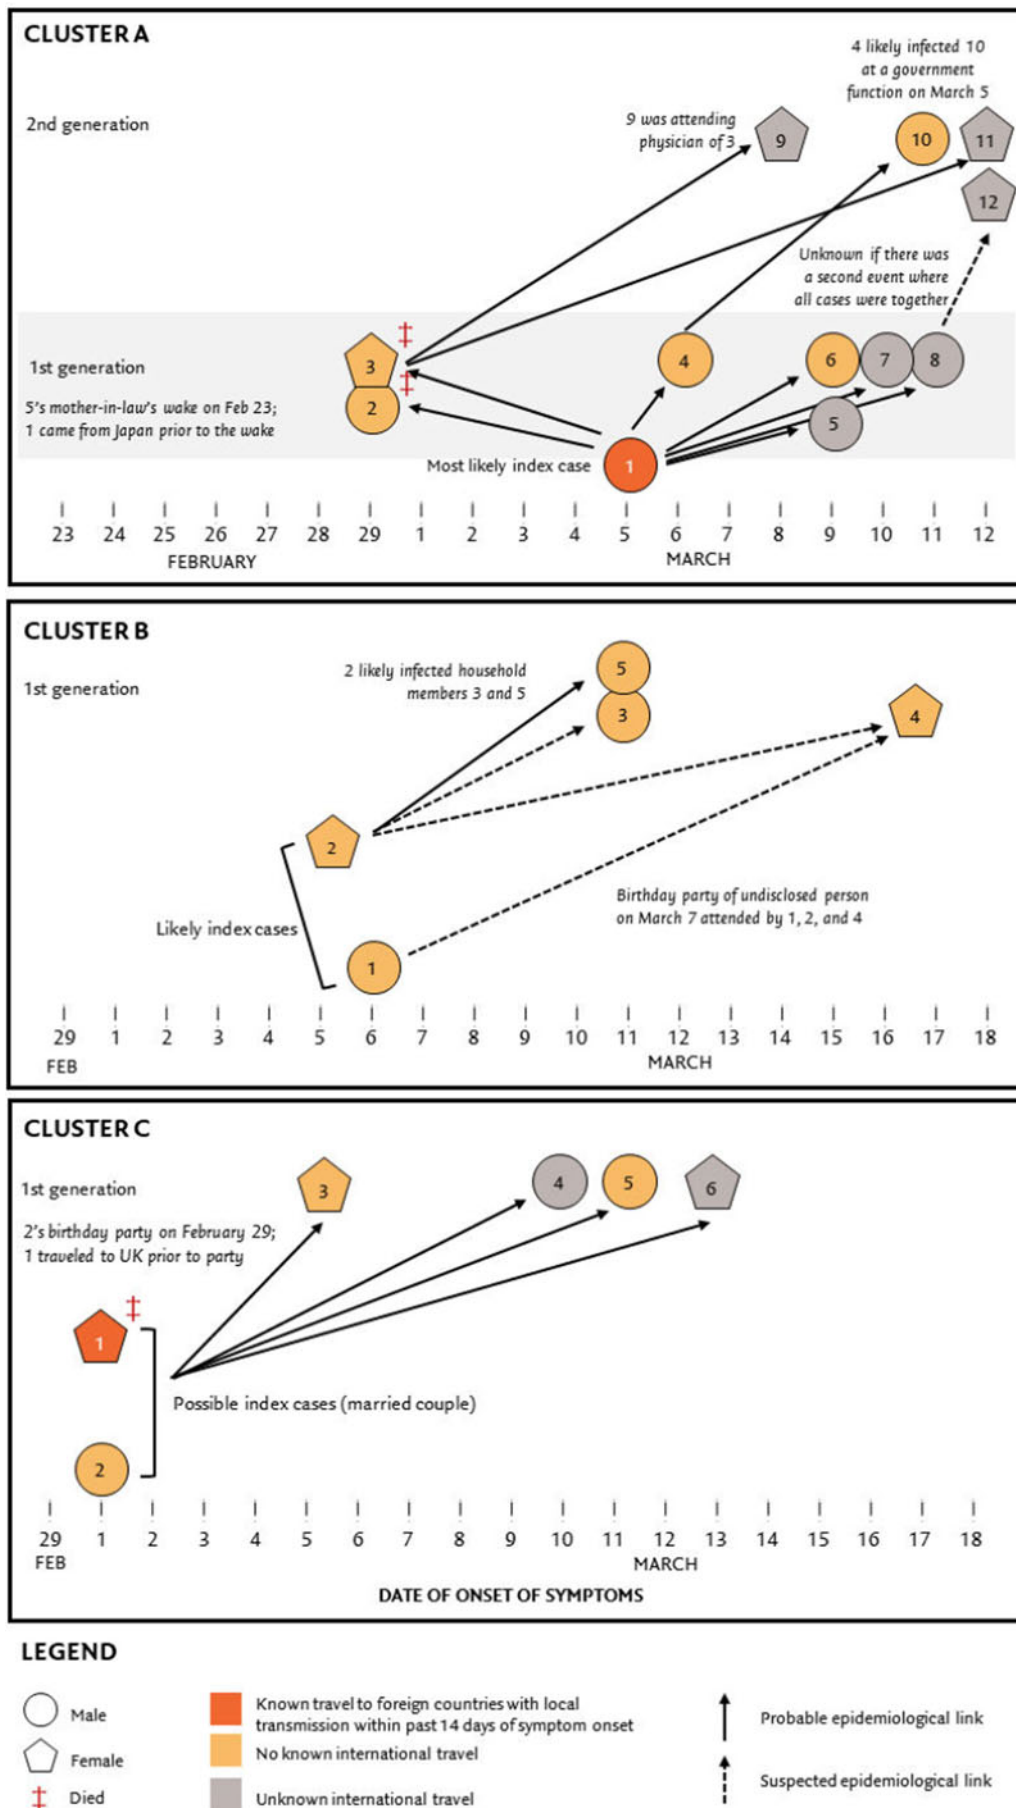 CLUSTER A
4 likely infected 10
at a government
function on March 5
2nd generation
9 was attending
physician of 3
9
10
11
12
Unknown if there was
a second event where
all cases were together
1st generation
3
4
6
7
8
5's mother-in-law's wake on Feb 23;
1 came from Japan prior to the wake
2
5
Most likely index case
1
23 24 25 26 27 28 29 1 2 3 4 5 6 7 8 9 10 11 12
FEBRUARY MARCH
CLUSTER B
1st generation
2 likely infected household
members 3 and 5
5
3
4
2
Birthday party of undisclosed person
on March 7 attended by 1, 2, and 4
Likely index cases
1
29 1 2 3 4 5 6 7 8 9 10 11 12 13 14 15 16 17 18
FEB MARCH
CLUSTER C
1st generation
3
4
5
6
2's birthday party on February 29;
1 traveled to UK prior to party
1
Possible index cases (married couple)
2
29 1 2 3 4 5 6 7 8 9 10 11 12 13 14 15 16 17 18
FEB MARCH
DATE OF ONSET OF SYMPTOMS
LEGEND
Male
Female
‡ Died
Known travel to foreign countries with local
transmission within past 14 days of symptom onset
No known international travel
Unknown international travel
Probable epidemiological link
Suspected epidemiological link